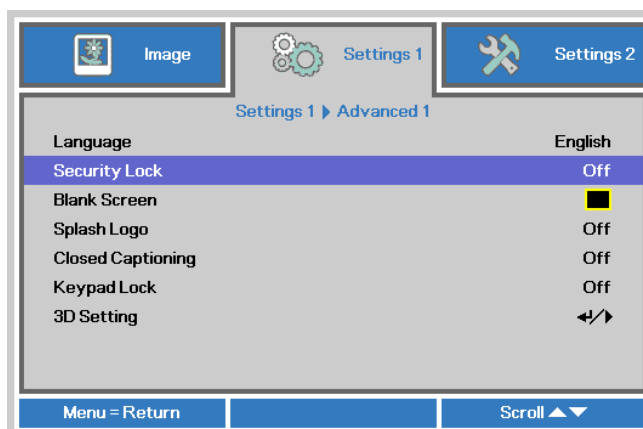 Image
Settings 1
Settings 2
Settings 1 Advanced 1
Language English
Security Lock Off
Blank Screen
Splash Logo Off
Closed Captioning Off
Keypad Lock Off
3D Setting
Menu = Return
Scroll